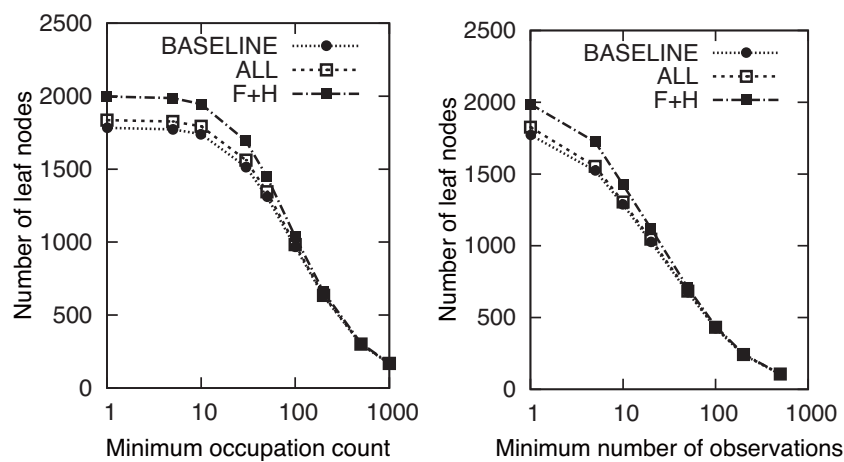 2500
2000
1500
1000
500
0
Number of leaf nodes
BASELINE
ALL
F+H
1
10
100
1000
Minimum occupation count
2500
2000
1500
1000
500
0
Number of leaf nodes
BASELINE
ALL
F+H
1
10
100
1000
Minimum number of observations